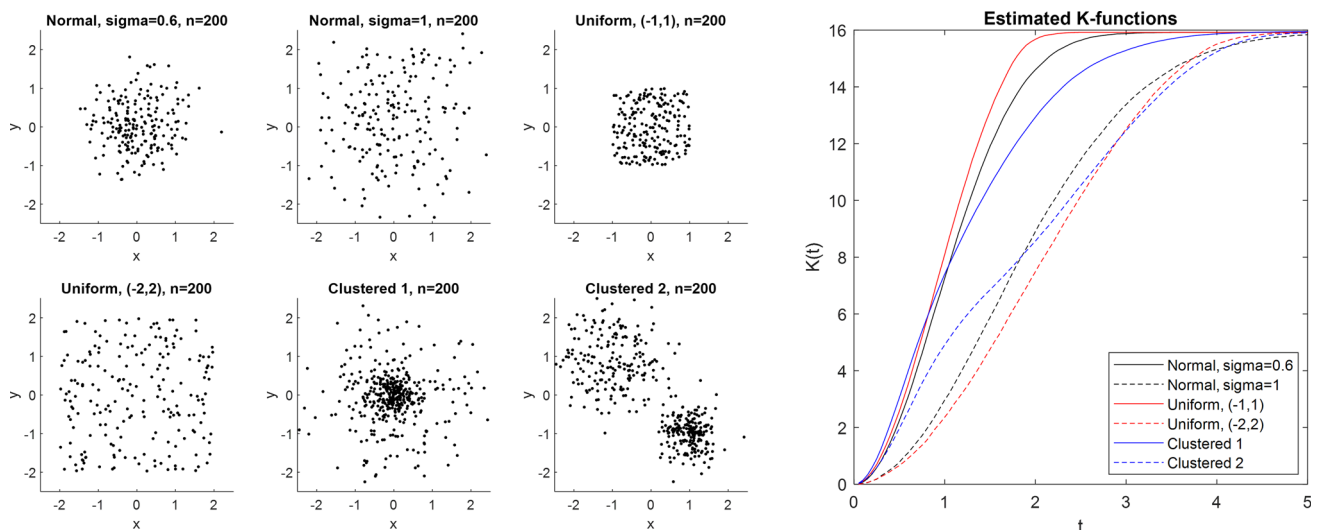 Normal, sigma=0.6, n=200
2
1
0
-1
-2
y
-2 -1 0 1 2
x
Normal, sigma=1, n=200
2
1
0
-1
-2
y
-2 -1 0 1 2
x
Uniform, (-1,1), n=200
2
1
0
-1
-2
y
-2 -1 0 1 2
x
Uniform, (-2,2), n=200
2
1
0
-1
-2
y
-2 -1 0 1 2
x
Clustered 1, n=200
2
1
0
-1
-2
y
-2 -1 0 1 2
x
Clustered 2, n=200
2
1
0
-1
-2
y
-2 -1 0 1 2
x
Estimated K-functions
16
14
12
10
8
6
4
2
0
K(t)
0 1 2 3 4 5
t
Normal, sigma=0.6
Normal, sigma=1
Uniform, (-1,1)
Uniform, (-2,2)
Clustered 1
Clustered 2